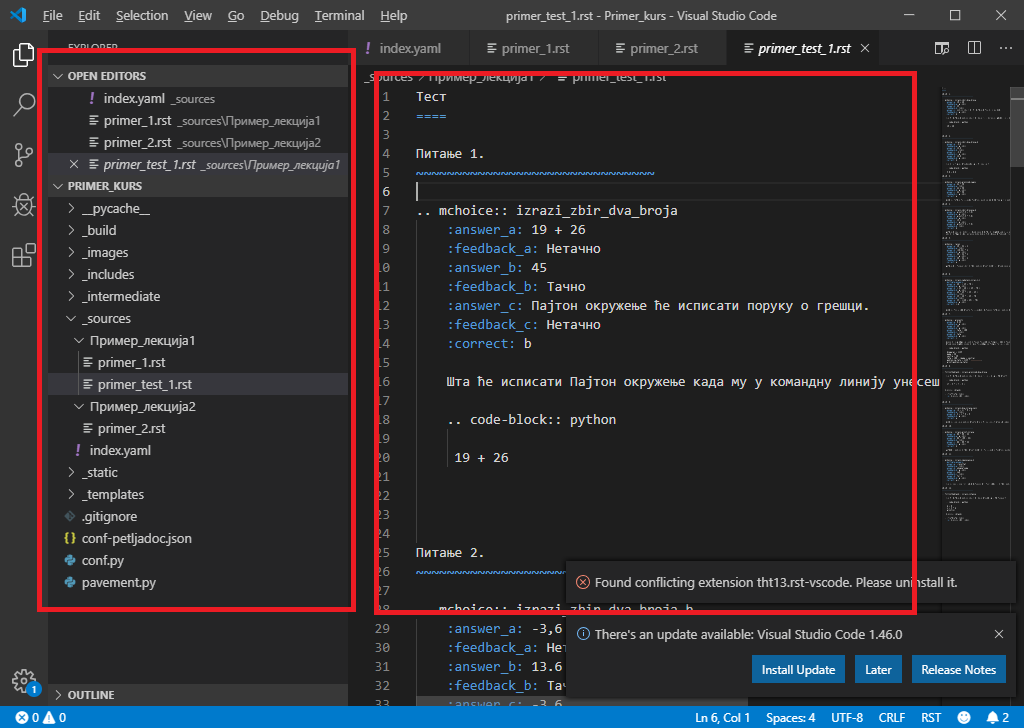 File Edit Selection View Go Debug Terminal Help primer_test_1.rst - Primer_kurs - Visual Studio Code
EXPLORER
OPEN EDITORS
! index.yaml _sources
primer_1.rst _sources\Пример_лекција1
primer_2.rst _sources\Пример_лекција2
primer_test_1.rst _sources\Пример_лекција1
PRIMER_KURS
__pycache__
_build
_images
_includes
_intermediate
_sources
Пример_лекција1
primer_1.rst
primer_test_1.rst
Пример_лекција2
primer_2.rst
! index.yaml
_static
_templates
.gitignore
{} conf-petljadoc.json
conf.py
pavement.py
OUTLINE
! index.yaml primer_1.rst primer_2.rst primer_test_1.rst
_sources > Пример_лекција1 > primer_test_1.rst
1 Тест
2 ====
3
4 Питање 1.
5 ~~~~~~~~~~~~~~~~~~~~~~~~~~~~~~~
6
7 .. mchoice:: izrazi_zbir_dva_broja
8 :answer_a: 19 + 26
9 :feedback_a: Нетачно
10 :answer_b: 45
11 :feedback_b: Тачно
12 :answer_c: Пајтон окружење ће исписати поруку о грешци.
13 :feedback_c: Нетачно
14 :correct: b
15
16 Шта ће исписати Пајтон окружење када му у командну линију унесеш
17
18 .. code-block:: python
19
20 19 + 26
21
22
23
24
25 Питање 2.
26 ~~~~~~~~~~~~~~~~~~~~
27
28 mchoice:: izrazi_zbir_dva_broja_b
29 :answer_a: -3,6
30 :feedback_a: Нет
31 :answer_b: 13.6
32 :feedback_b: Тач
33 :answer_c: -3.6
Found conflicting extension tht13.rst-vscode. Please uninstall it.
There's an update available: Visual Studio Code 1.46.0
Install Update Later Release Notes
1
0 0 Ln 6, Col 1 Spaces: 4 UTF-8 CRLF RST 2